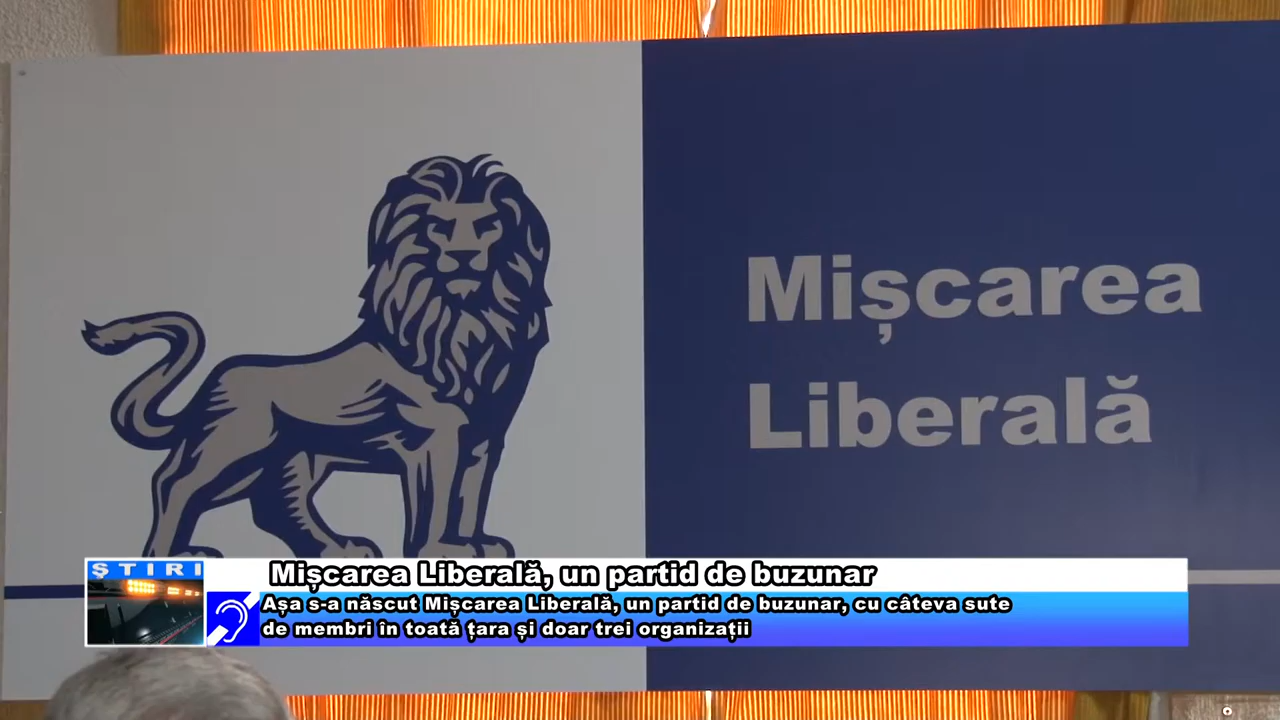 Mișcarea
Liberală
ȘTIRI
Mișcarea Liberală, un partid de buzunar
Așa s-a născut Mișcarea Liberală, un partid de buzunar, cu câteva sute
de membri în toată țara și doar trei organizații